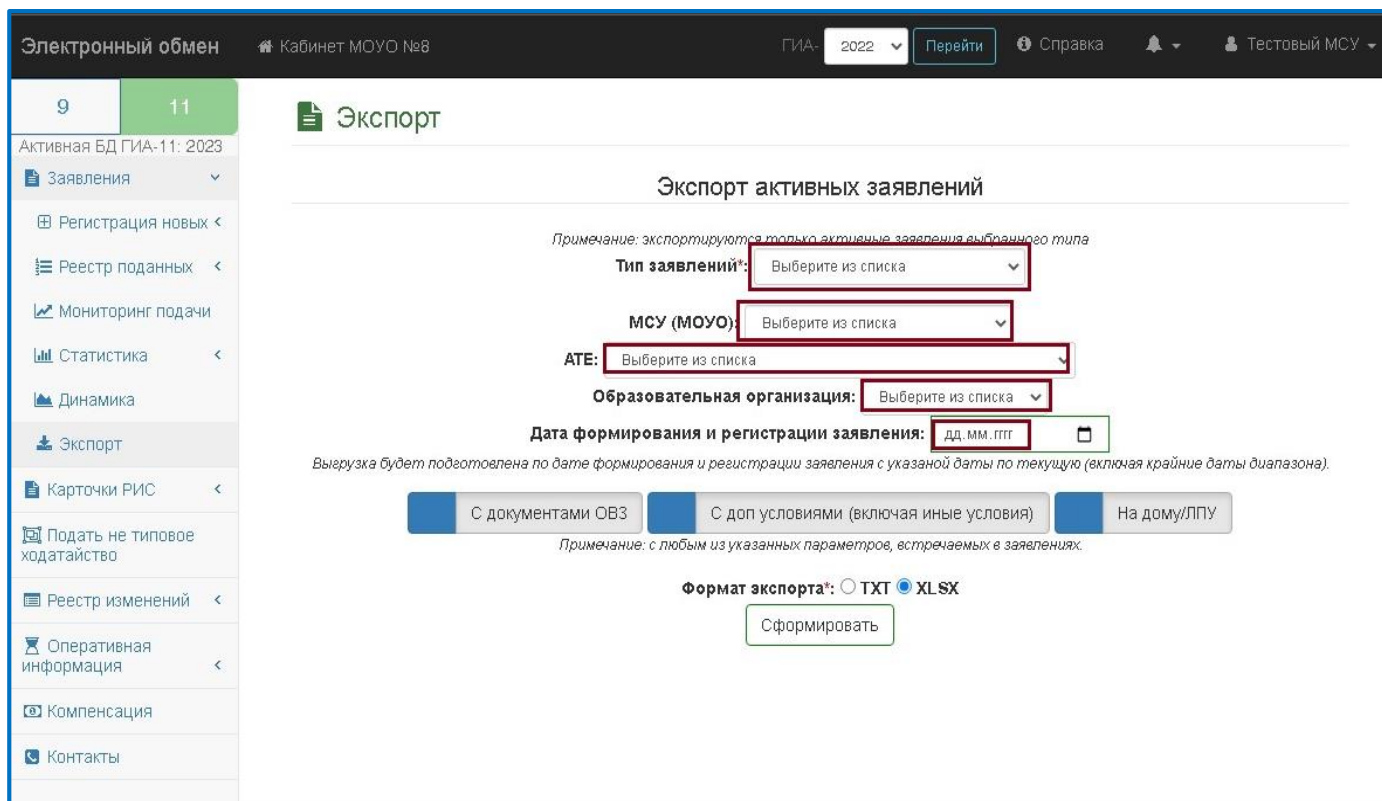 Электронный обмен Кабинет МОУО №8 ГИА- 2022 Перейти Справка Тестовый МСУ
9 11
Активная БД ГИА-11: 2023
Заявления
Регистрация новых
Реестр поданных
Мониторинг подачи
Статистика
Динамика
Экспорт
Карточки РИС
Подать не типовое
ходатайство
Реестр изменений
Оперативная
информация
Компенсация
Контакты
Экспорт
Экспорт активных заявлений
Примечание: экспортируются только активные заявления выбранного типа
Тип заявлений*: Выберите из списка
МСУ (МОУО): Выберите из списка
АТЕ: Выберите из списка
Образовательная организация: Выберите из списка
Дата формирования и регистрации заявления: дд.мм.гггг
Выгрузка будет подготовлена по дате формирования и регистрации заявления с указаной даты по текущую (включая крайние даты диапазона).
С документами ОВЗ С доп условиями (включая иные условия) На дому/ЛПУ
Примечание: с любым из указанных параметров, встречаемых в заявлениях.
Формат экспорта*: TXT XLSX
Сформировать